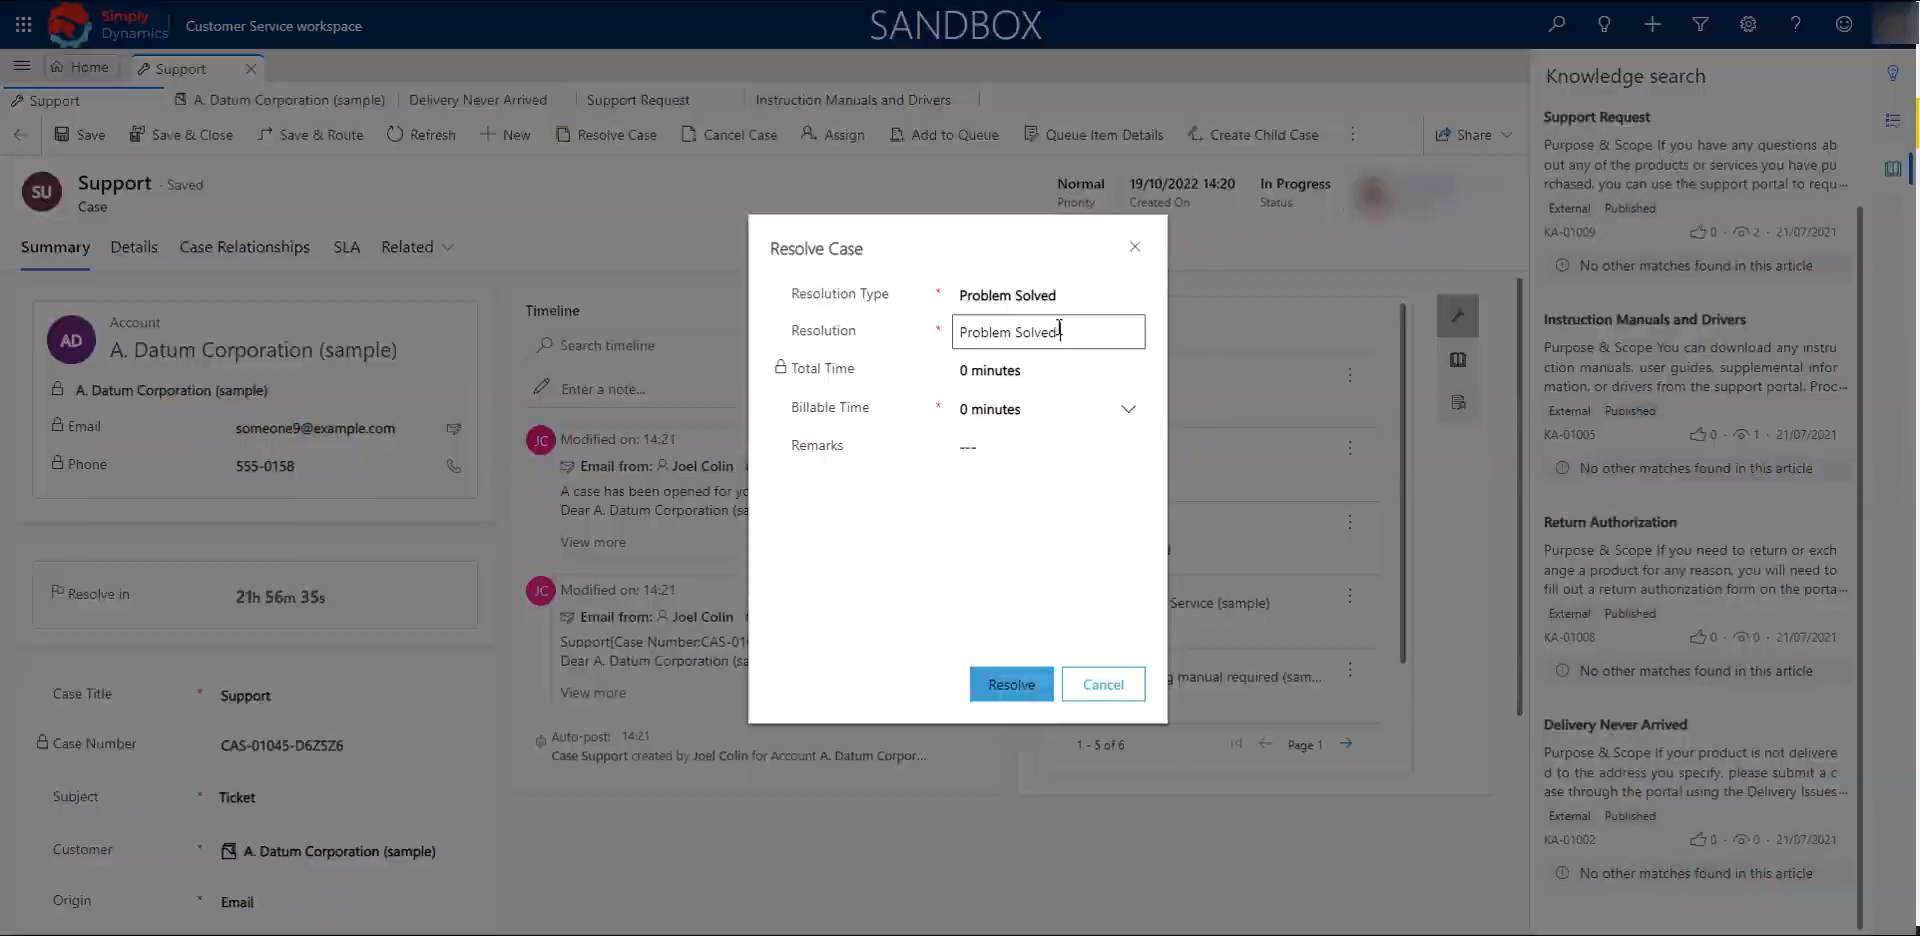 Simply
Dynamics
Customer Service workspace
SANDBOX
Home
Support
Support
A. Datum Corporation (sample)
Delivery Never Arrived
Support Request
Instruction Manuals and Drivers
Save
Save & Close
Save & Route
Refresh
New
Resolve Case
Cancel Case
Assign
Add to Queue
Queue Item Details
Create Child Case
Share
SU
Support - Saved
Case
Normal
Priority
19/10/2022 14:20
Created On
In Progress
Status
Summary
Details
Case Relationships
SLA
Related
Account
AD
A. Datum Corporation (sample)
A. Datum Corporation (sample)
Email
someone9@example.com
Phone
555-0158
Resolve in
21h 56m 35s
Case Title
*
Support
Case Number
CAS-01045-D6Z5Z6
Subject
*
Ticket
Customer
*
A. Datum Corporation (sample)
Origin
*
Email
Timeline
Search timeline
Enter a note...
JC
Modified on: 14:21
Email from: Joel Colin
A case has been opened for yo
Dear A. Datum Corporation (sa
View more
JC
Modified on: 14:21
Email from: Joel Colin
Support[Case Number:CAS-01
Dear A. Datum Corporation (sa
View more
Auto-post: 14:21
Case Support created by Joel Colin for Account A. Datum Corpor...
Resolve Case
Resolution Type
*
Problem Solved
Resolution
*
Problem Solved
Total Time
0 minutes
Billable Time
*
0 minutes
Remarks
---
Resolve
Cancel
Service (sample)
g manual required (sam...
1 - 5 of 6
Page 1
Knowledge search
Support Request
Purpose & Scope If you have any questions ab
out any of the products or services you have pu
rchased, you can use the support portal to requ...
External
Published
KA-01009
0 · 2 · 21/07/2021
No other matches found in this article
Instruction Manuals and Drivers
Purpose & Scope You can download any instru
ction manuals, user guides, supplemental infor
mation, or drivers from the support portal. Proc...
External
Published
KA-01005
0 · 1 · 21/07/2021
No other matches found in this article
Return Authorization
Purpose & Scope If you need to return or exch
ange a product for any reason, you will need to
fill out a return authorization form on the porta...
External
Published
KA-01008
0 · 0 · 21/07/2021
No other matches found in this article
Delivery Never Arrived
Purpose & Scope If your product is not delivere
d to the address you specify, please submit a c
ase through the portal using the Delivery Issues...
External
Published
KA-01002
0 · 0 · 21/07/2021
No other matches found in this article